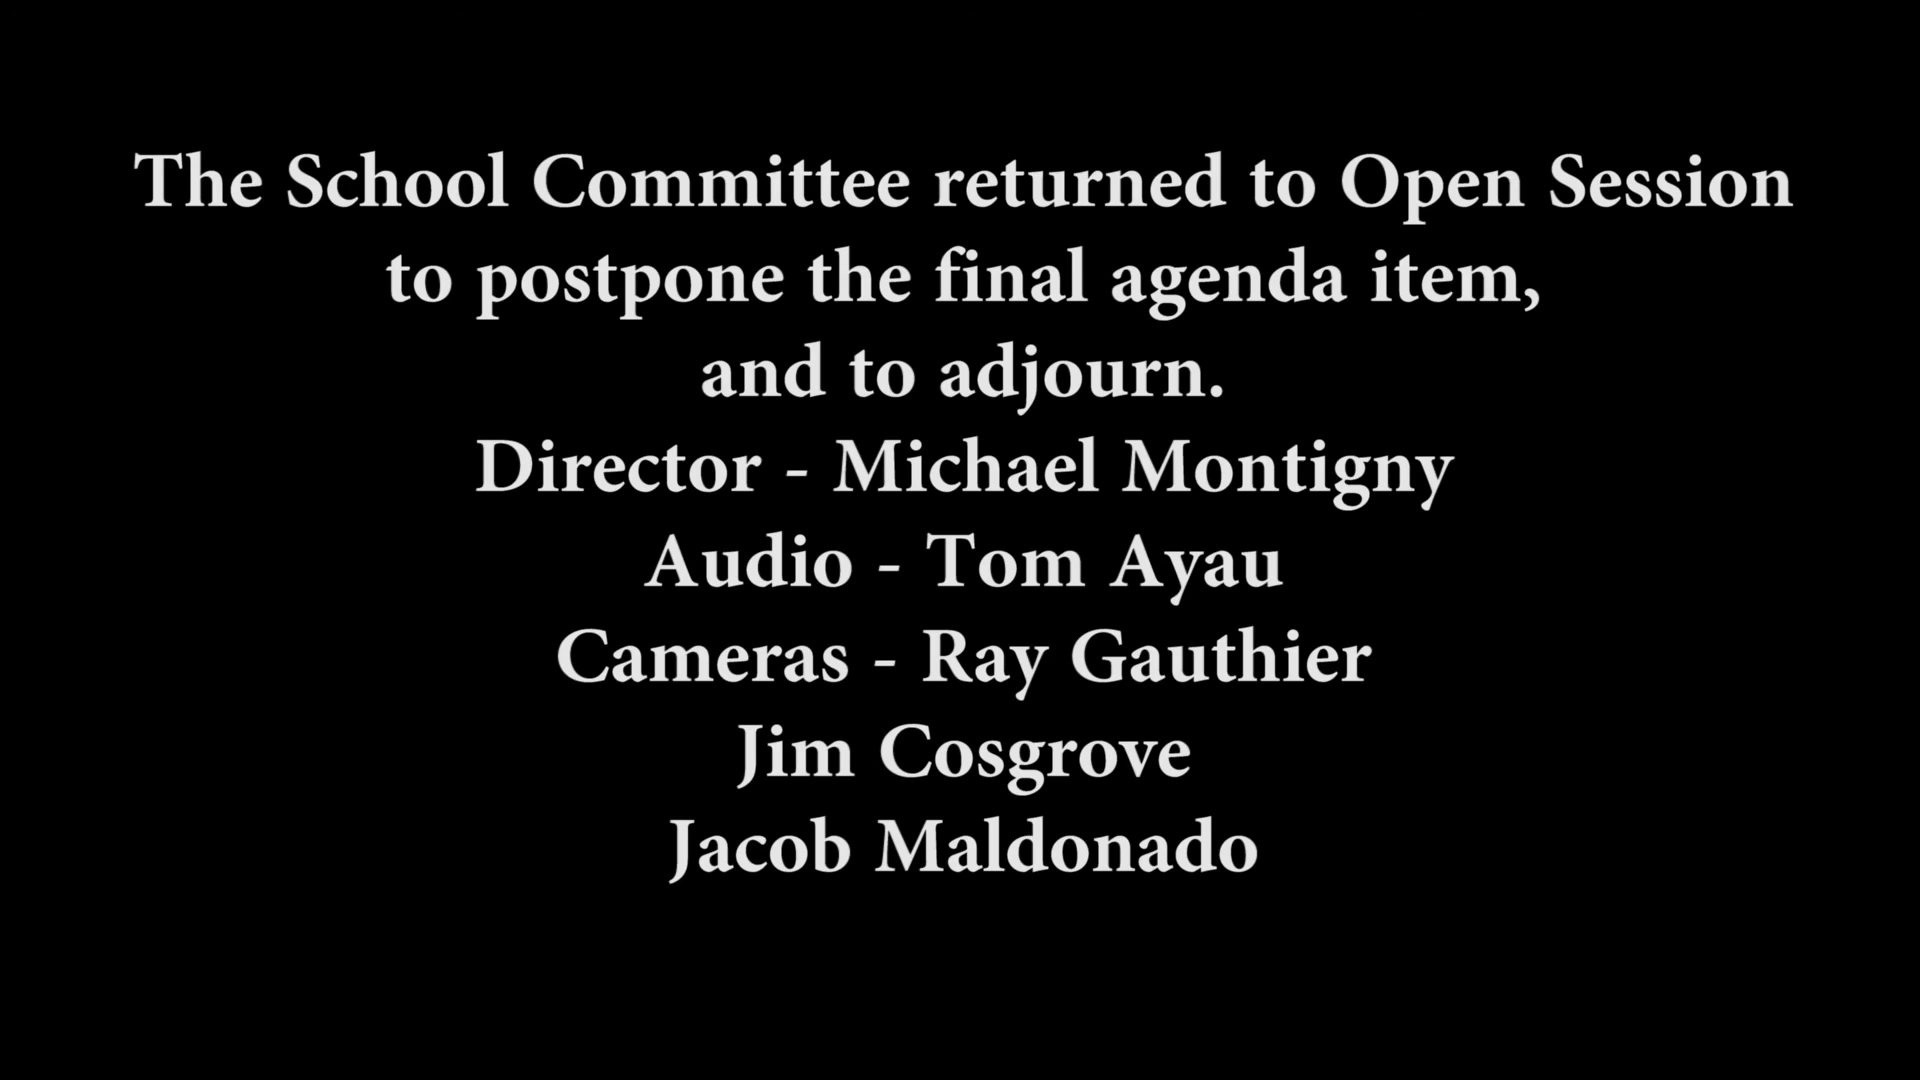 The School Committee returned to Open Session
to postpone the final agenda item,
and to adjourn.
Director - Michael Montigny
Audio - Tom Ayau
Cameras - Ray Gauthier
Jim Cosgrove
Jacob Maldonado